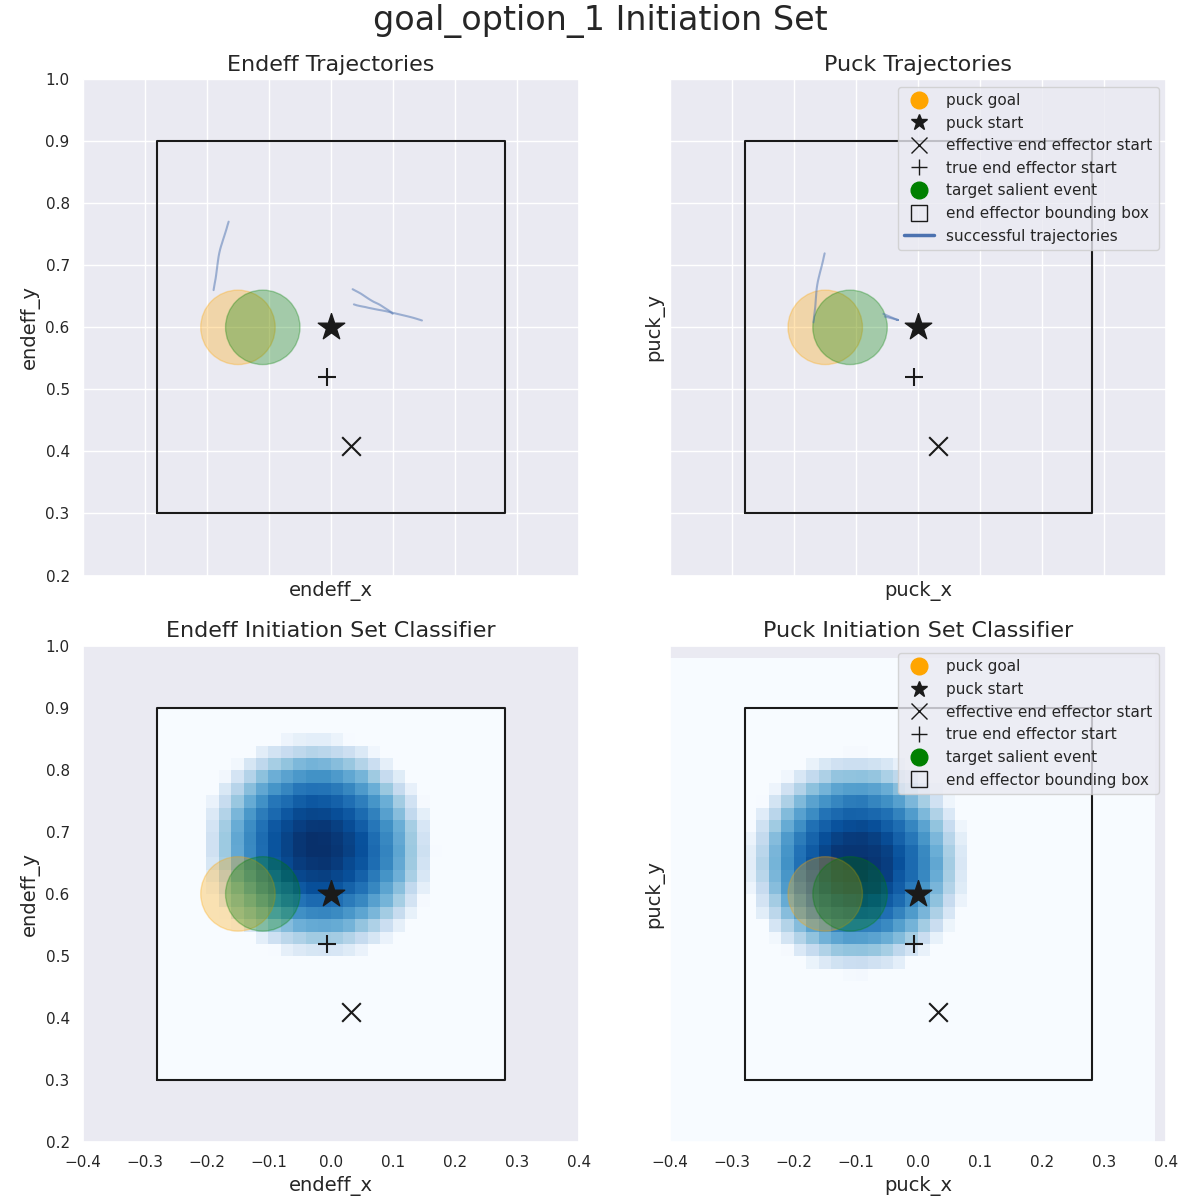 goal_option_1 Initiation Set
Endeff Trajectories
Puck Trajectories
1.0
0.9
0.8
0.7
0.6
0.5
0.4
0.3
0.2
endeff_y
endeff_x
puck_y
puck_x
puck goal
puck start
effective end effector start
true end effector start
target salient event
end effector bounding box
successful trajectories
Endeff Initiation Set Classifier
Puck Initiation Set Classifier
1.0
0.9
0.8
0.7
0.6
0.5
0.4
0.3
0.2
endeff_y
−0.4 −0.3 −0.2 −0.1 0.0 0.1 0.2 0.3 0.4
endeff_x
puck_y
puck goal
puck start
effective end effector start
true end effector start
target salient event
end effector bounding box
−0.4 −0.3 −0.2 −0.1 0.0 0.1 0.2 0.3 0.4
puck_x